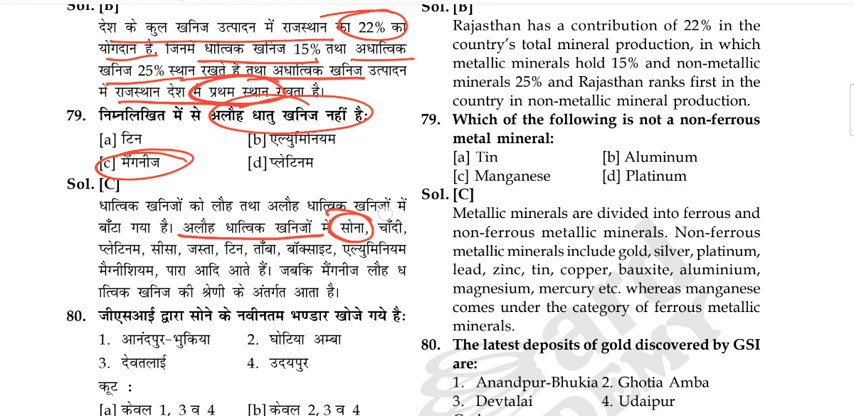 Sol. [B]
देश के कुल खनिज उत्पादन में राजस्थान का 22% का
योगदान है, जिनमें धात्विक खनिज 15% तथा अधात्विक
खनिज 25% स्थान रखते हैं तथा अधात्विक खनिज उत्पादन
में राजस्थान देश में प्रथम स्थान रखता है।
79. निम्नलिखित में से अलौह धातु खनिज नहीं है:
[a] टिन [b] एल्युमिनियम
[c] मैंगनीज [d] प्लेटिनम
Sol. [C]
धात्विक खनिजों को लौह तथा अलौह धात्विक खनिजों में
बाँटा गया है। अलौह धात्विक खनिजों में सोना, चाँदी,
प्लेटिनम, सीसा, जस्ता, टिन, ताँबा, बॉक्साइट, एल्युमिनियम
मैग्नीशियम, पारा आदि आते हैं। जबकि मैंगनीज लौह ध
ात्विक खनिज की श्रेणी के अंतर्गत आता है।
80. जीएसआई द्वारा सोने के नवीनतम भण्डार खोजे गये है:
1. आनंदपुर-भुकिया 2. घोटिया अम्बा
3. देवतलाई 4. उदयपुर
कूट :
[a] केवल 1, 3 व 4 [b] केवल 2, 3 व 4
Sol. [B]
Rajasthan has a contribution of 22% in the
country's total mineral production, in which
metallic minerals hold 15% and non-metallic
minerals 25% and Rajasthan ranks first in the
country in non-metallic mineral production.
79. Which of the following is not a non-ferrous
metal mineral:
[a] Tin [b] Aluminum
[c] Manganese [d] Platinum
Sol. [C]
Metallic minerals are divided into ferrous and
non-ferrous metallic minerals. Non-ferrous
metallic minerals include gold, silver, platinum,
lead, zinc, tin, copper, bauxite, aluminium,
magnesium, mercury etc. whereas manganese
comes under the category of ferrous metallic
minerals.
80. The latest deposits of gold discovered by GSI
are:
1. Anandpur-Bhukia 2. Ghotia Amba
3. Devtalai 4. Udaipur